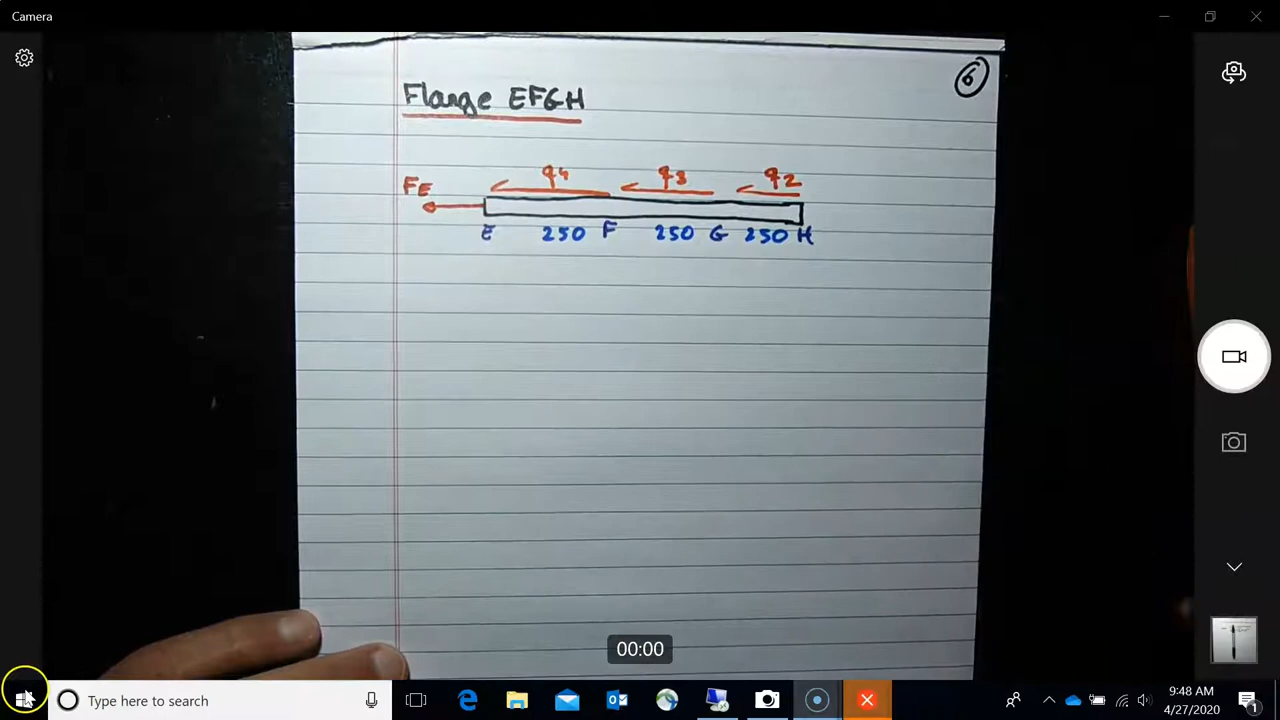 Camera
6
Flange EFGH
FE q4 q3 q2
E 250 F 250 G 250 H
00:00
Type here to search
9:48 AM
4/27/2020
1